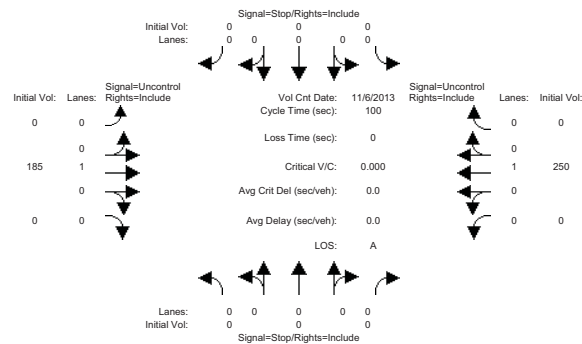 Signal=Stop/Rights=Include
Initial Vol: 0 0 0
Lanes: 0 0 0 0 0
Signal=Uncontrol Signal=Uncontrol
Initial Vol: Lanes: Rights=Include Vol Cnt Date: 11/6/2013 Rights=Include Lanes: Initial Vol:
Cycle Time (sec): 100
0 0 0 0
Loss Time (sec): 0
0 0
185 1 Critical V/C: 0.000 1 250
0 Avg Crit Del (sec/veh): 0.0 0
0 0 Avg Delay (sec/veh): 0.0 0 0
LOS: A
Lanes: 0 0 0 0 0
Initial Vol: 0 0 0
Signal=Stop/Rights=Include